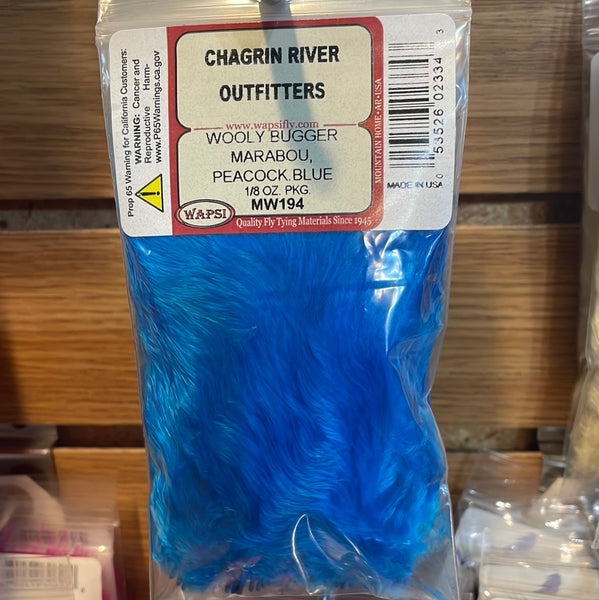 Prop 65 Warning for California Customers:
WARNING: Cancer and
Reproductive Harm-
www.P65Warnings.ca.gov
CHAGRIN RIVER
OUTFITTERS
www.wapsifly.com
WOOLY BUGGER
MARABOU,
PEACOCK.BLUE
1/8 OZ. PKG.
MW194
WAPSI
Quality Fly Tying Materials Since 1945
MOUNTAIN HOME·AR·USA
0 53526 02334 3
MADE IN USA